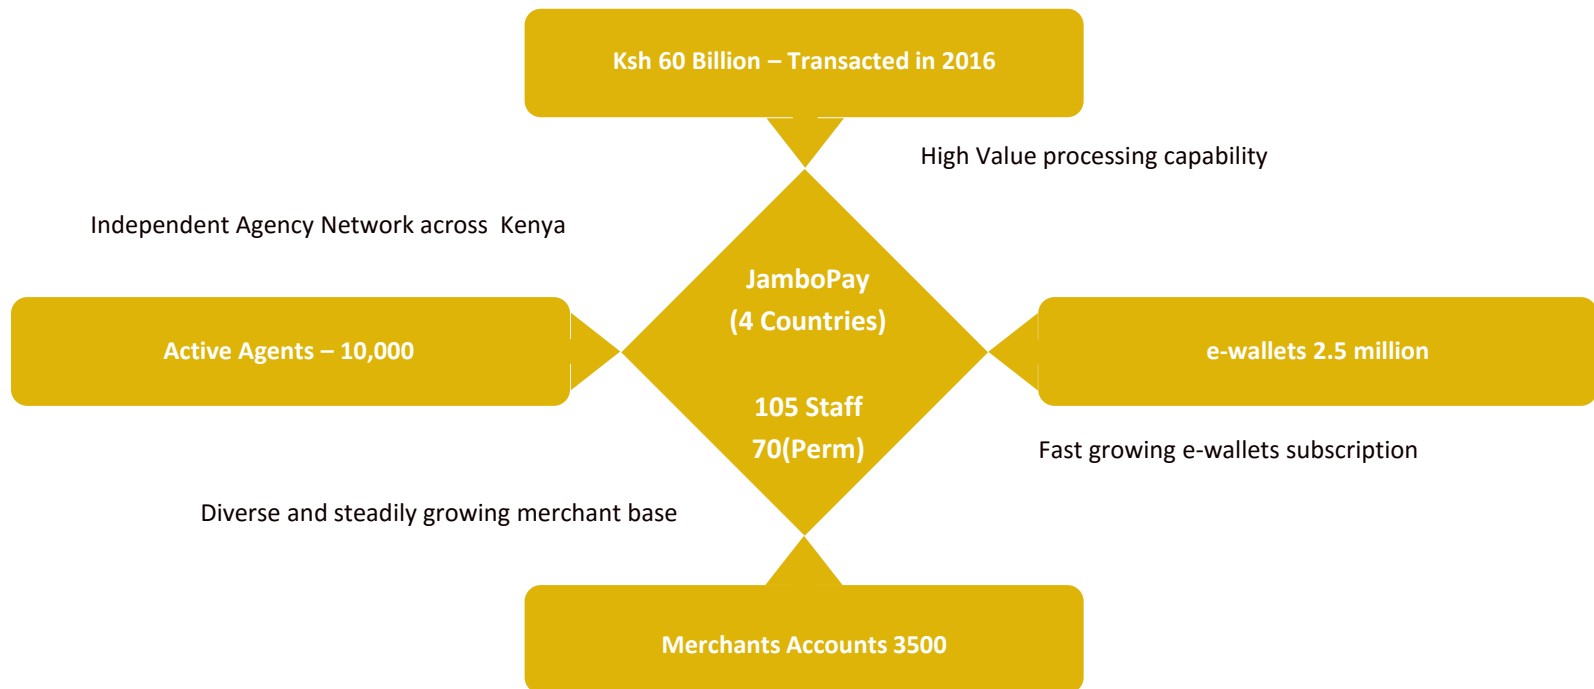 Ksh 60 Billion – Transacted in 2016
High Value processing capability
Independent Agency Network across  Kenya
JamboPay
(4 Countries)
105 Staff
70(Perm)
Active Agents – 10,000
e-wallets 2.5 million
Fast growing e-wallets subscription
Diverse and steadily growing merchant base
Merchants Accounts 3500